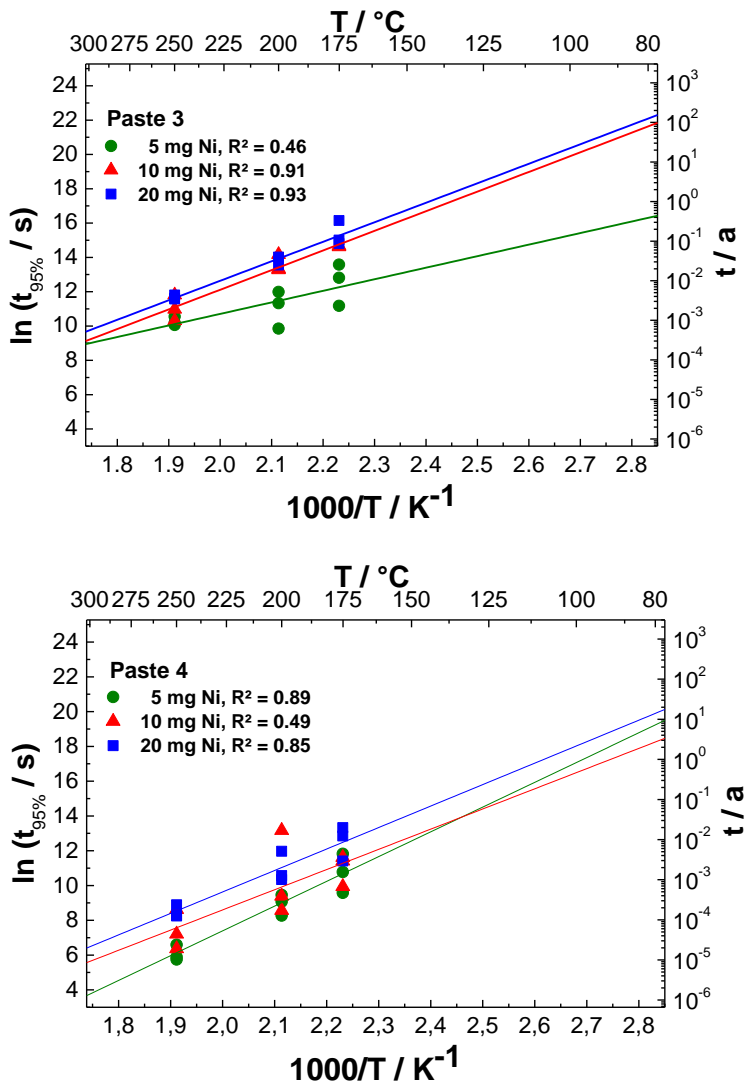 T / °C
300 275 250 225 200 175 150 125 100 80
24
22
20
18
16
14
12
10
8
6
4
ln (t95% / s)
Paste 3
5 mg Ni, R² = 0.46
10 mg Ni, R² = 0.91
20 mg Ni, R² = 0.93
10³
10²
10¹
10⁰
10⁻¹
10⁻²
10⁻³
10⁻⁴
10⁻⁵
10⁻⁶
t / a
1.8 1.9 2.0 2.1 2.2 2.3 2.4 2.5 2.6 2.7 2.8
1000/T / K⁻¹
T / °C
300 275 250 225 200 175 150 125 100 80
24
22
20
18
16
14
12
10
8
6
4
ln (t95% / s)
Paste 4
5 mg Ni, R² = 0.89
10 mg Ni, R² = 0.49
20 mg Ni, R² = 0.85
10³
10²
10¹
10⁰
10⁻¹
10⁻²
10⁻³
10⁻⁴
10⁻⁵
10⁻⁶
t / a
1,8 1,9 2,0 2,1 2,2 2,3 2,4 2,5 2,6 2,7 2,8
1000/T / K⁻¹